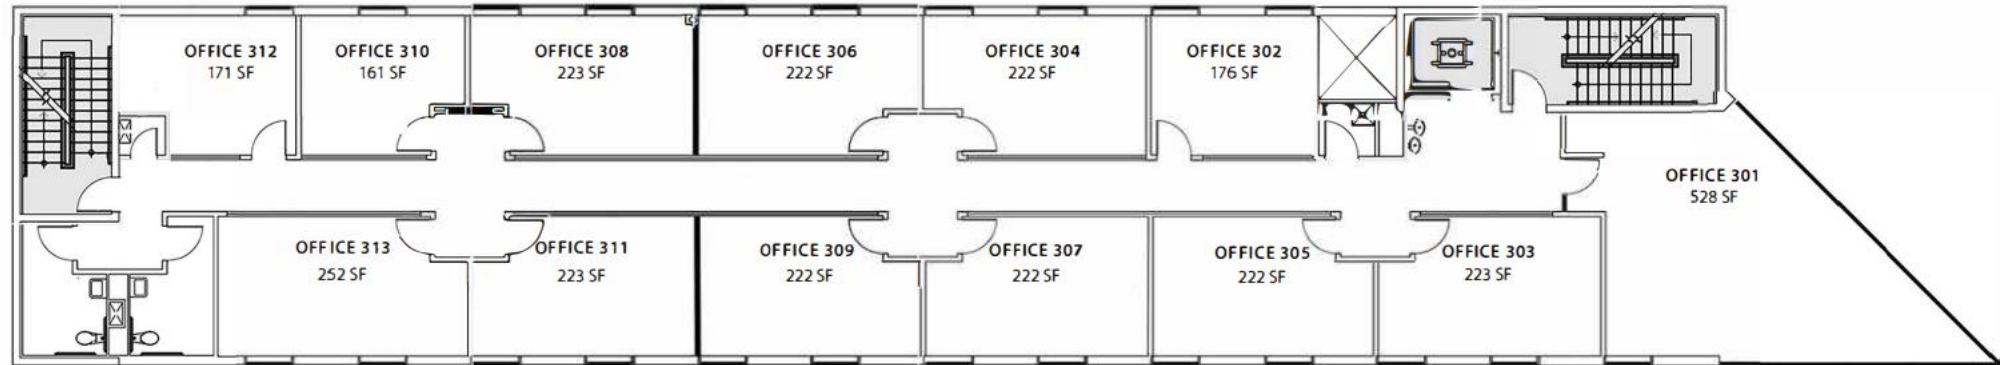 OFFICE 312
171 SF
OFFICE 310
161 SF
OFFICE 308
223 SF
OFFICE 306
222 SF
OFFICE 304
222 SF
OFFICE 302
176 SF
OFFICE 301
528 SF
OFFICE 313
252 SF
OFFICE 311
223 SF
OFFICE 309
222 SF
OFFICE 307
222 SF
OFFICE 305
222 SF
OFFICE 303
223 SF